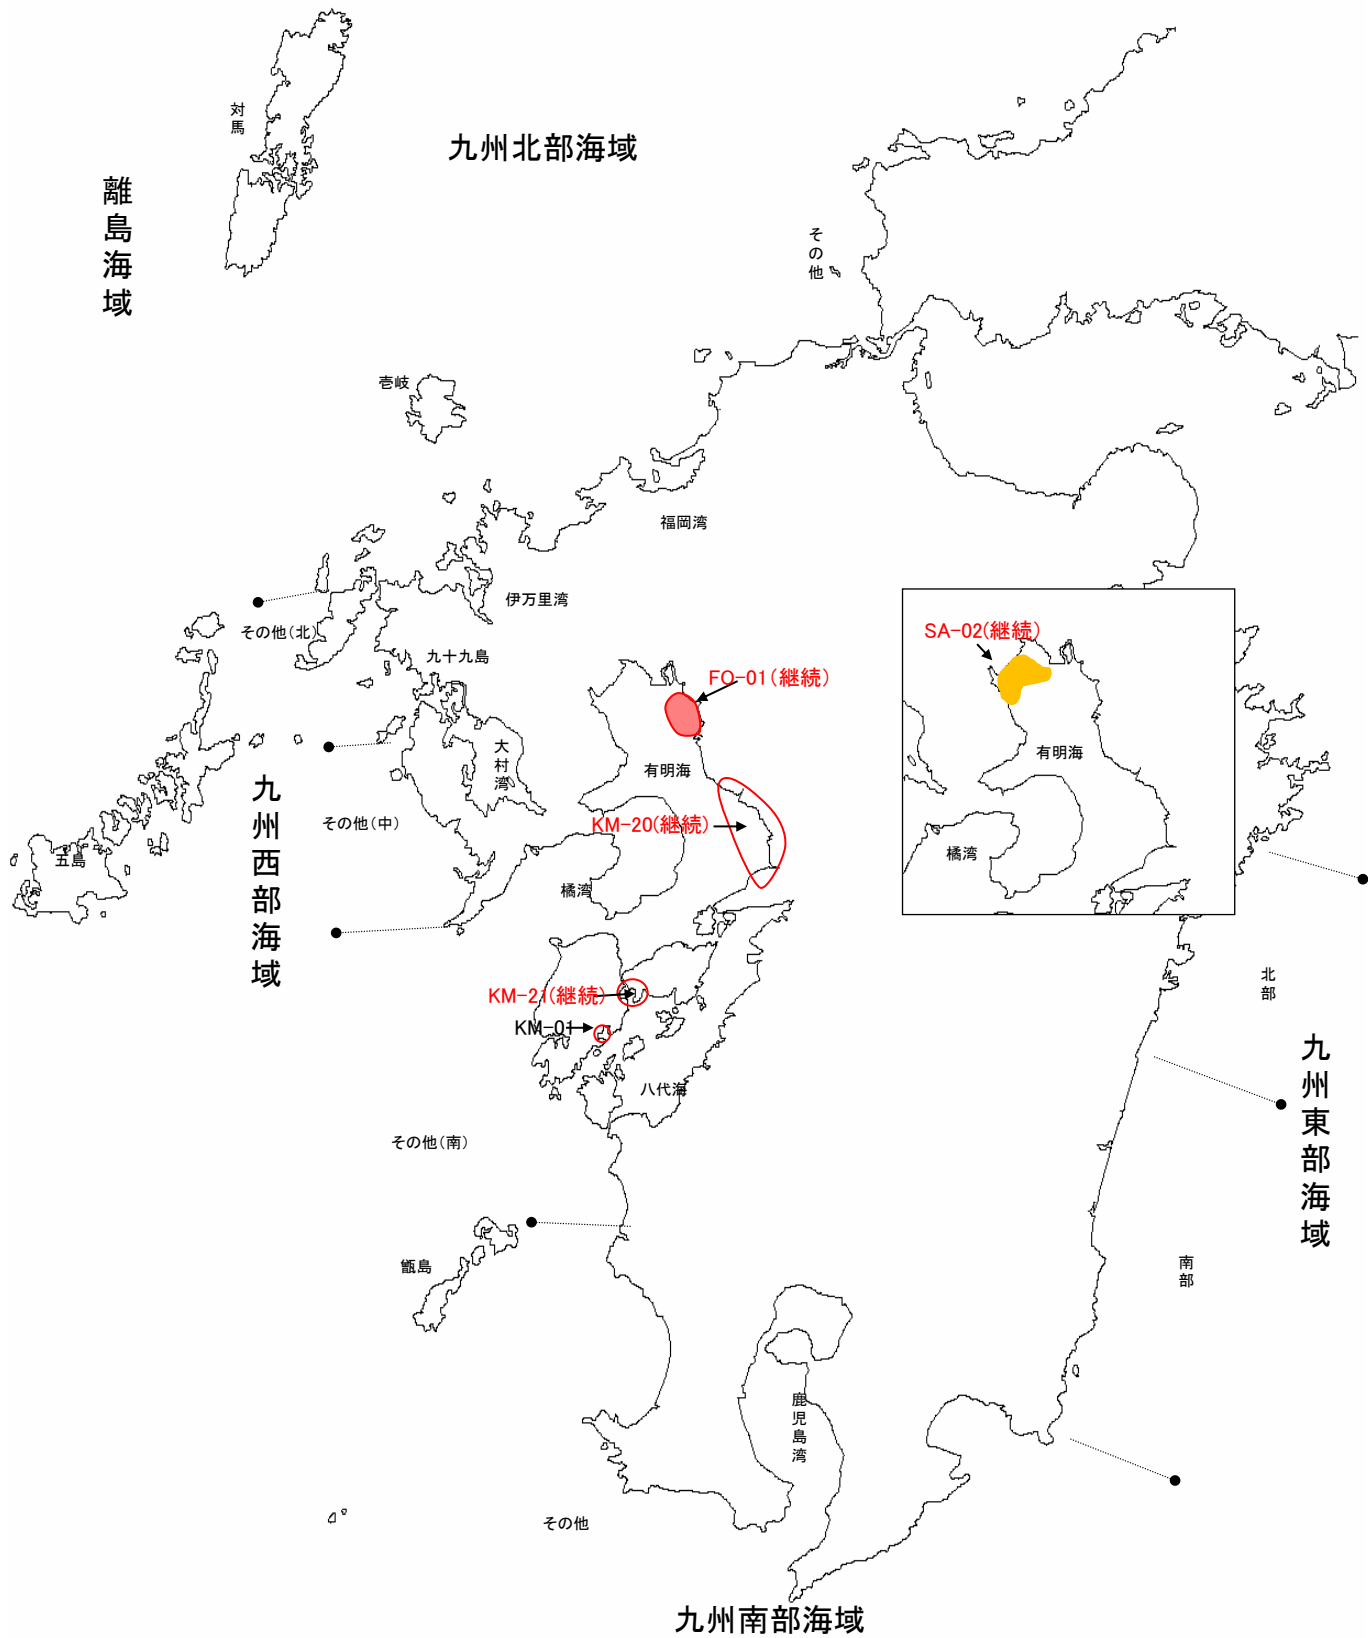 対馬
九州北部海域
離島海域
その他
壱岐
福岡湾
伊万里湾
その他(北)
九十九島
SA-02(継続)
FO-01(継続)
有明海
大村湾
有明海
九州西部海域
その他(中)
KM-20(継続)
橘湾
五島
橘湾
北部
KM-21(継続)
KM-01
九州東部海域
八代海
その他(南)
甑島
南部
鹿児島湾
その他
九州南部海域